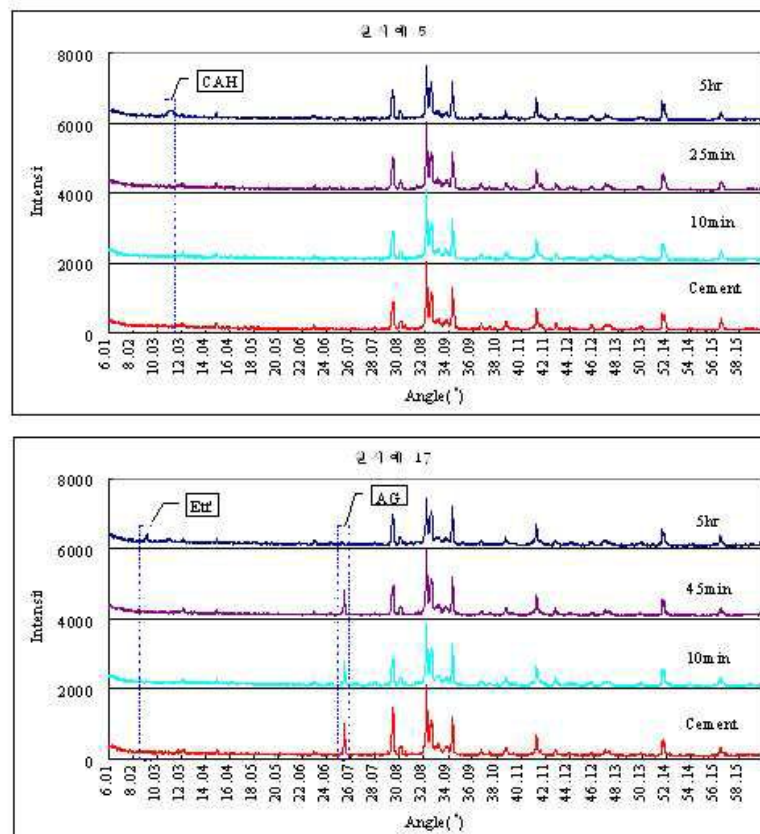 실시예 5
8000
6000
4000
2000
0
Intensi
CAH
5hr
25min
10min
Cement
6.01 8.02 10.03 12.03 14.04 16.04 18.05 20.05 22.06 24.06 26.07 28.07 30.08 32.08 34.09 36.09 38.10 40.11 42.11 44.12 46.12 48.13 50.13 52.14 54.14 56.15 58.15
Angle(°)
실시예 17
8000
6000
4000
2000
0
Intensi
Ett
AG
5hr
45min
10min
Cement
6.01 8.02 10.03 12.03 14.04 16.04 18.05 20.05 22.06 24.06 26.07 28.07 30.08 32.08 34.09 36.09 38.10 40.11 42.11 44.12 46.12 48.13 50.13 52.14 54.14 56.15 58.15
Angle(°)